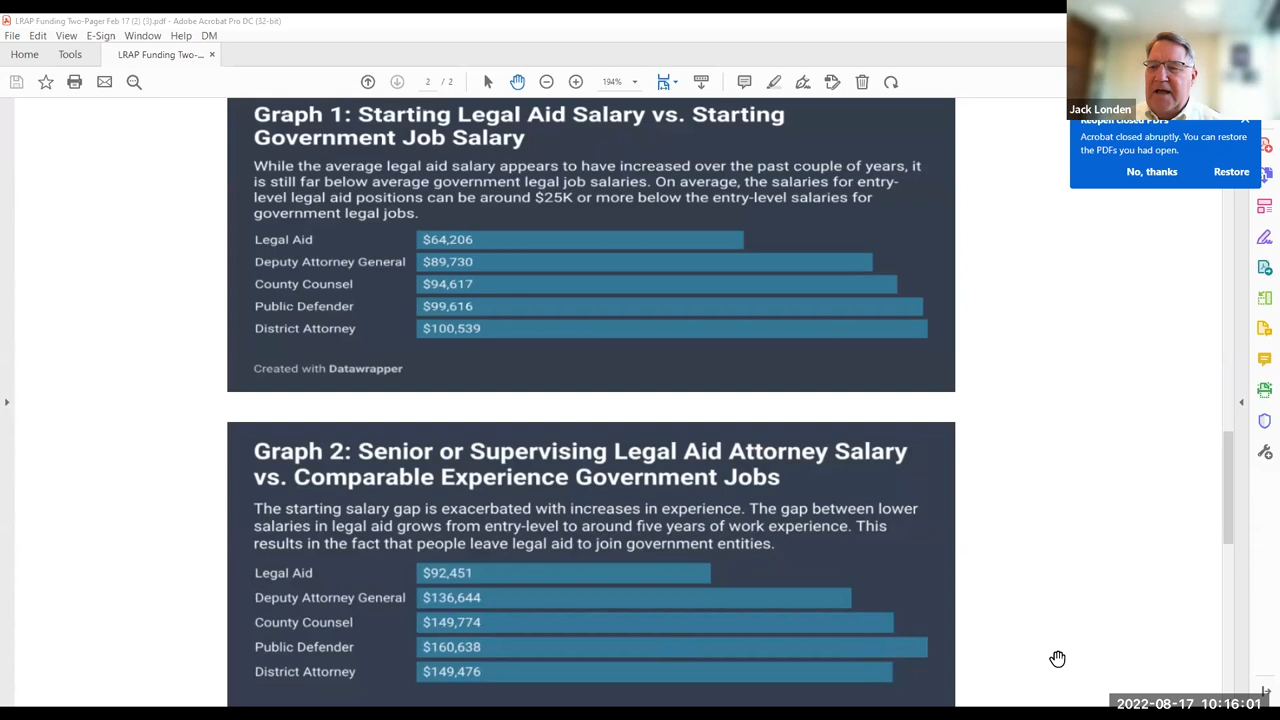 LRAP Funding Two-Pager Feb 17 (2) (3).pdf - Adobe Acrobat Pro DC (32-bit)
File Edit View E-Sign Window Help DM
Home Tools LRAP Funding Two-... ×
2 / 2 194%
Jack Londen
Reopen closed PDFs
Acrobat closed abruptly. You can restore
the PDFs you had open.
No, thanks Restore
Graph 1: Starting Legal Aid Salary vs. Starting
Government Job Salary
While the average legal aid salary appears to have increased over the past couple of years, it
is still far below average government legal job salaries. On average, the salaries for entry-
level legal aid positions can be around $25K or more below the entry-level salaries for
government legal jobs.
Legal Aid $64,206
Deputy Attorney General $89,730
County Counsel $94,617
Public Defender $99,616
District Attorney $100,539
Created with Datawrapper
Graph 2: Senior or Supervising Legal Aid Attorney Salary
vs. Comparable Experience Government Jobs
The starting salary gap is exacerbated with increases in experience. The gap between lower
salaries in legal aid grows from entry-level to around five years of work experience. This
results in the fact that people leave legal aid to join government entities.
Legal Aid $92,451
Deputy Attorney General $136,644
County Counsel $149,774
Public Defender $160,638
District Attorney $149,476
2022-08-17 10:16:01